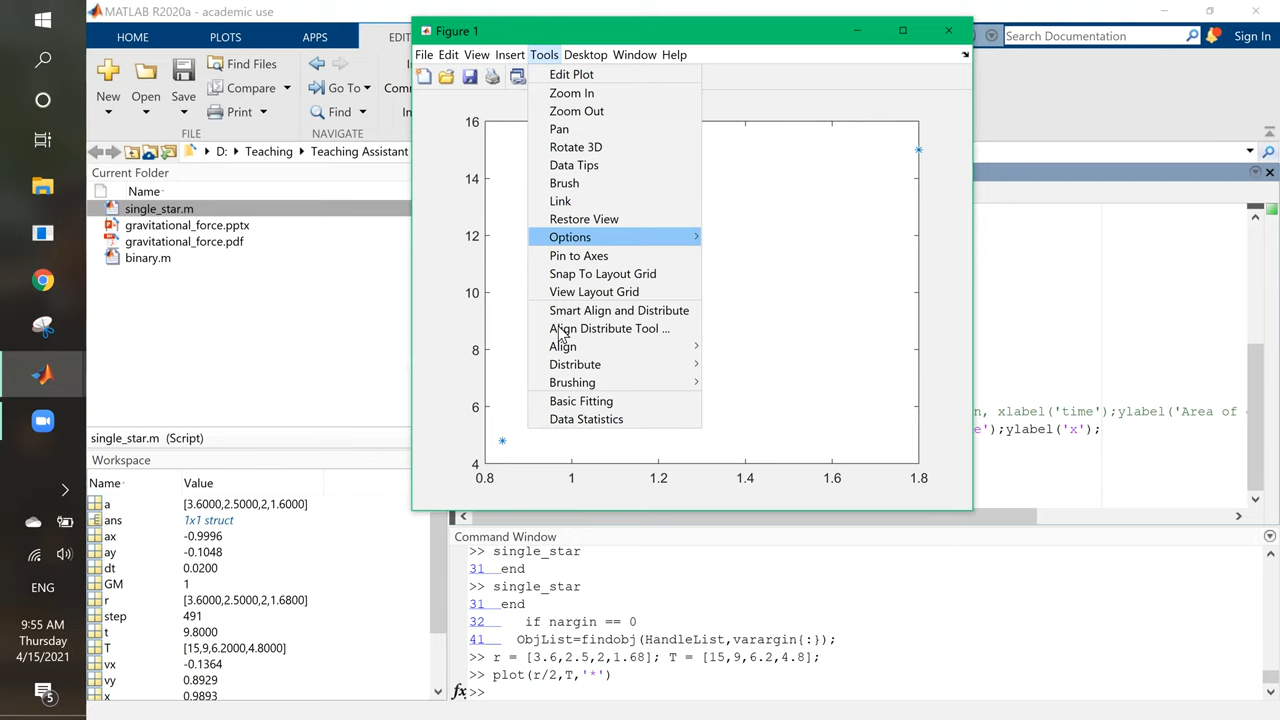 MATLAB R2020a - academic use
HOME PLOTS APPS EDIT
Search Documentation
Sign In
New
Open
Save
Find Files
Compare
Print
Go To
Find
FILE
NAVIGATE
D: Teaching Teaching Assistant
Current Folder
Name
single_star.m
gravitational_force.pptx
gravitational_force.pdf
binary.m
single_star.m (Script)
Workspace
Name Value
a [3.6000,2.5000,2,1.6000]
ans 1x1 struct
ax -0.9996
ay -0.1048
dt 0.0200
GM 1
r [3.6000,2.5000,2,1.6800]
step 491
t 9.8000
T [15,9,6.2000,4.8000]
vx -0.1364
vy 0.8929
x 0.9893
Figure 1
File Edit View Insert Tools Desktop Window Help
Edit Plot
Zoom In
Zoom Out
Pan
Rotate 3D
Data Tips
Brush
Link
Restore View
Options
Pin to Axes
Snap To Layout Grid
View Layout Grid
Smart Align and Distribute
Align Distribute Tool ...
Align
Distribute
Brushing
Basic Fitting
Data Statistics
16
14
12
10
8
6
4
0.8 1 1.2 1.4 1.6 1.8
n, xlabel('time');ylabel('Area of
e');ylabel('x');
Command Window
>> single_star
31 end
>> single_star
31 end
32 if nargin == 0
41 ObjList=findobj(HandleList,varargin{:});
>> r = [3.6,2.5,2,1.68]; T = [15,9,6.2,4.8];
>> plot(r/2,T,'*')
fx >>
ENG
9:55 AM
Thursday
4/15/2021
5